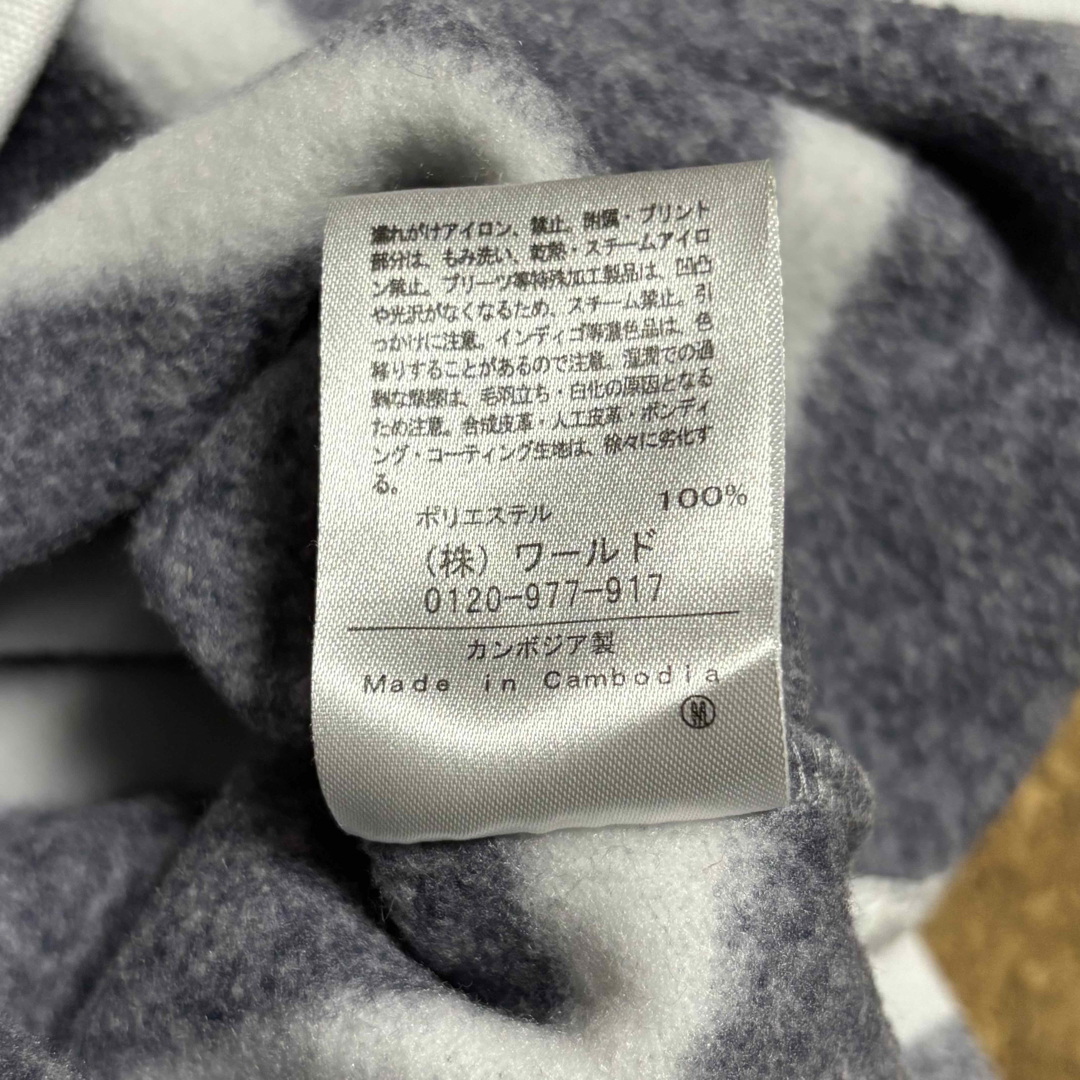 濡れがけアイロン、禁止、附属・プリント
部分は、もみ洗い、乾熱・スチームアイロ
ン禁止。プリーツ等特殊加工製品は、凹凸
や光沢がなくなるため、スチーム禁止。引
っかけに注意。インディゴ等濃色品は、色
移りすることがあるので注意。湿潤での過
剰な摩擦は、毛羽立ち・白化の原因となる
ため注意。合成皮革・人工皮革・ボンディ
ング・コーティング生地は、徐々に劣化す
る。
ポリエステル 100%
(株) ワールド
0120-977-917
カンボジア製
Made in Cambodia